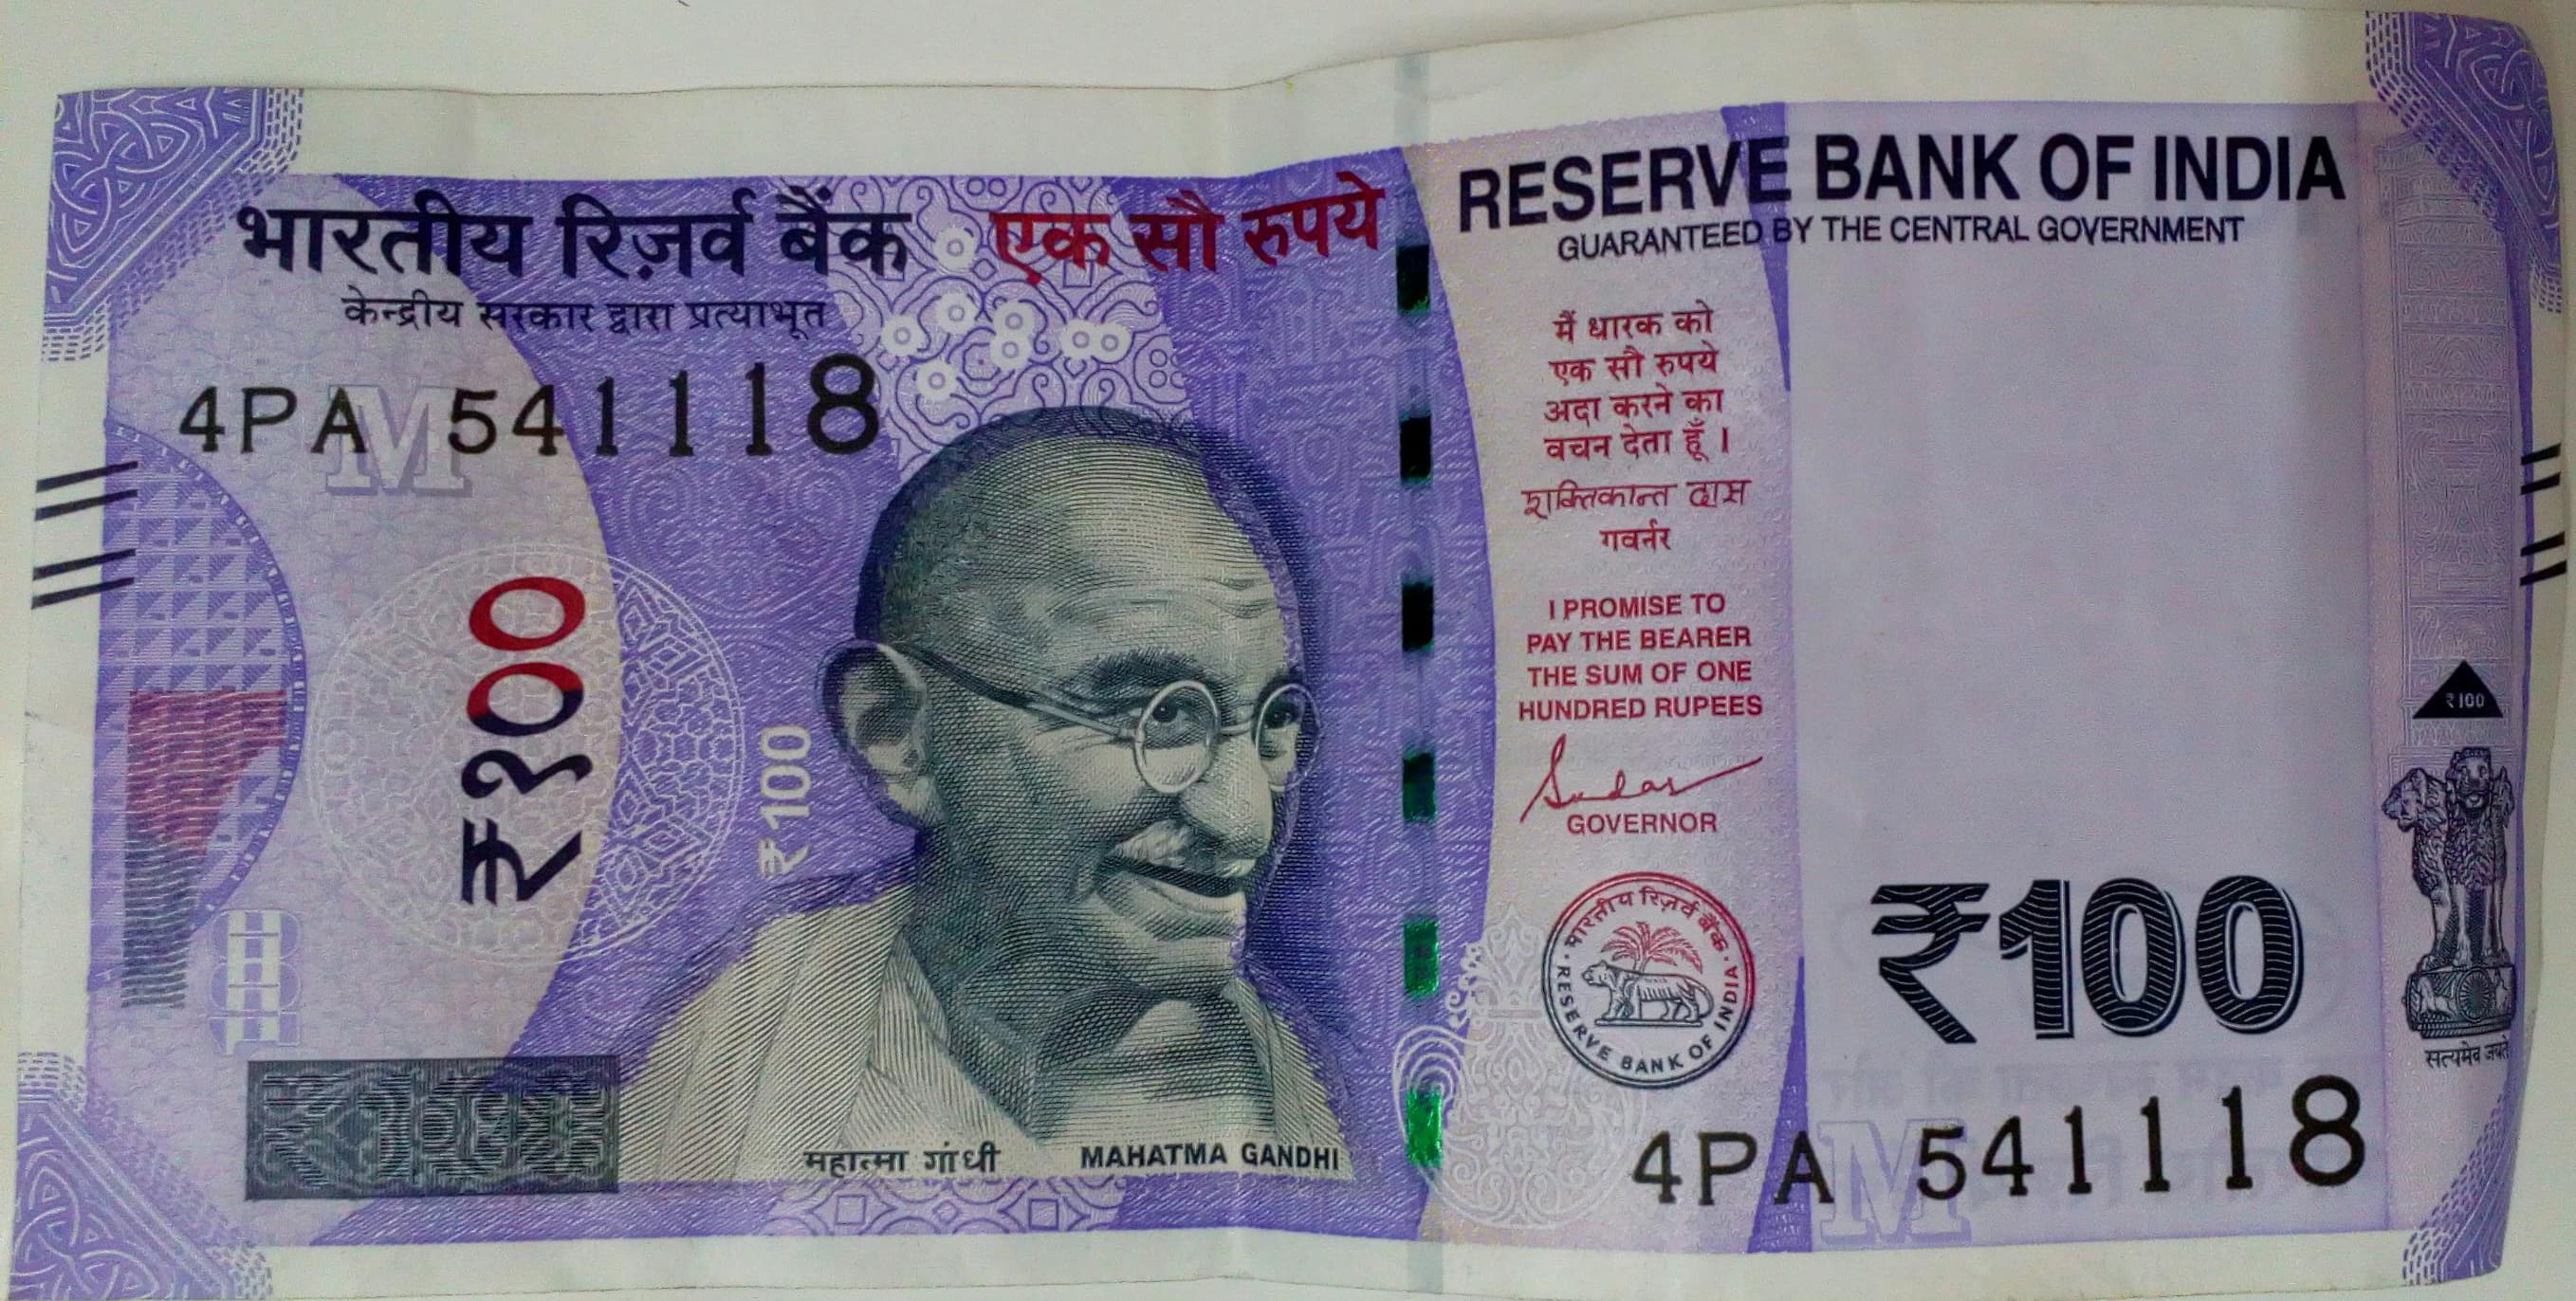 भारतीय रिज़र्व बैंक एक सौ रुपये
केन्द्रीय सरकार द्वारा प्रत्याभूत
4PA 541118
M
₹१००
₹100
महात्मा गांधी MAHATMA GANDHI
RESERVE BANK OF INDIA
GUARANTEED BY THE CENTRAL GOVERNMENT
मैं धारक को
एक सौ रुपये
अदा करने का
वचन देता हूँ ।
शक्तिकान्त दास
गवर्नर
I PROMISE TO
PAY THE BEARER
THE SUM OF ONE
HUNDRED RUPEES
GOVERNOR
भारतीय रिज़र्व बैंक
RESERVE BANK OF INDIA
₹100
₹100
सत्यमेव जयते
4PA 541118
M